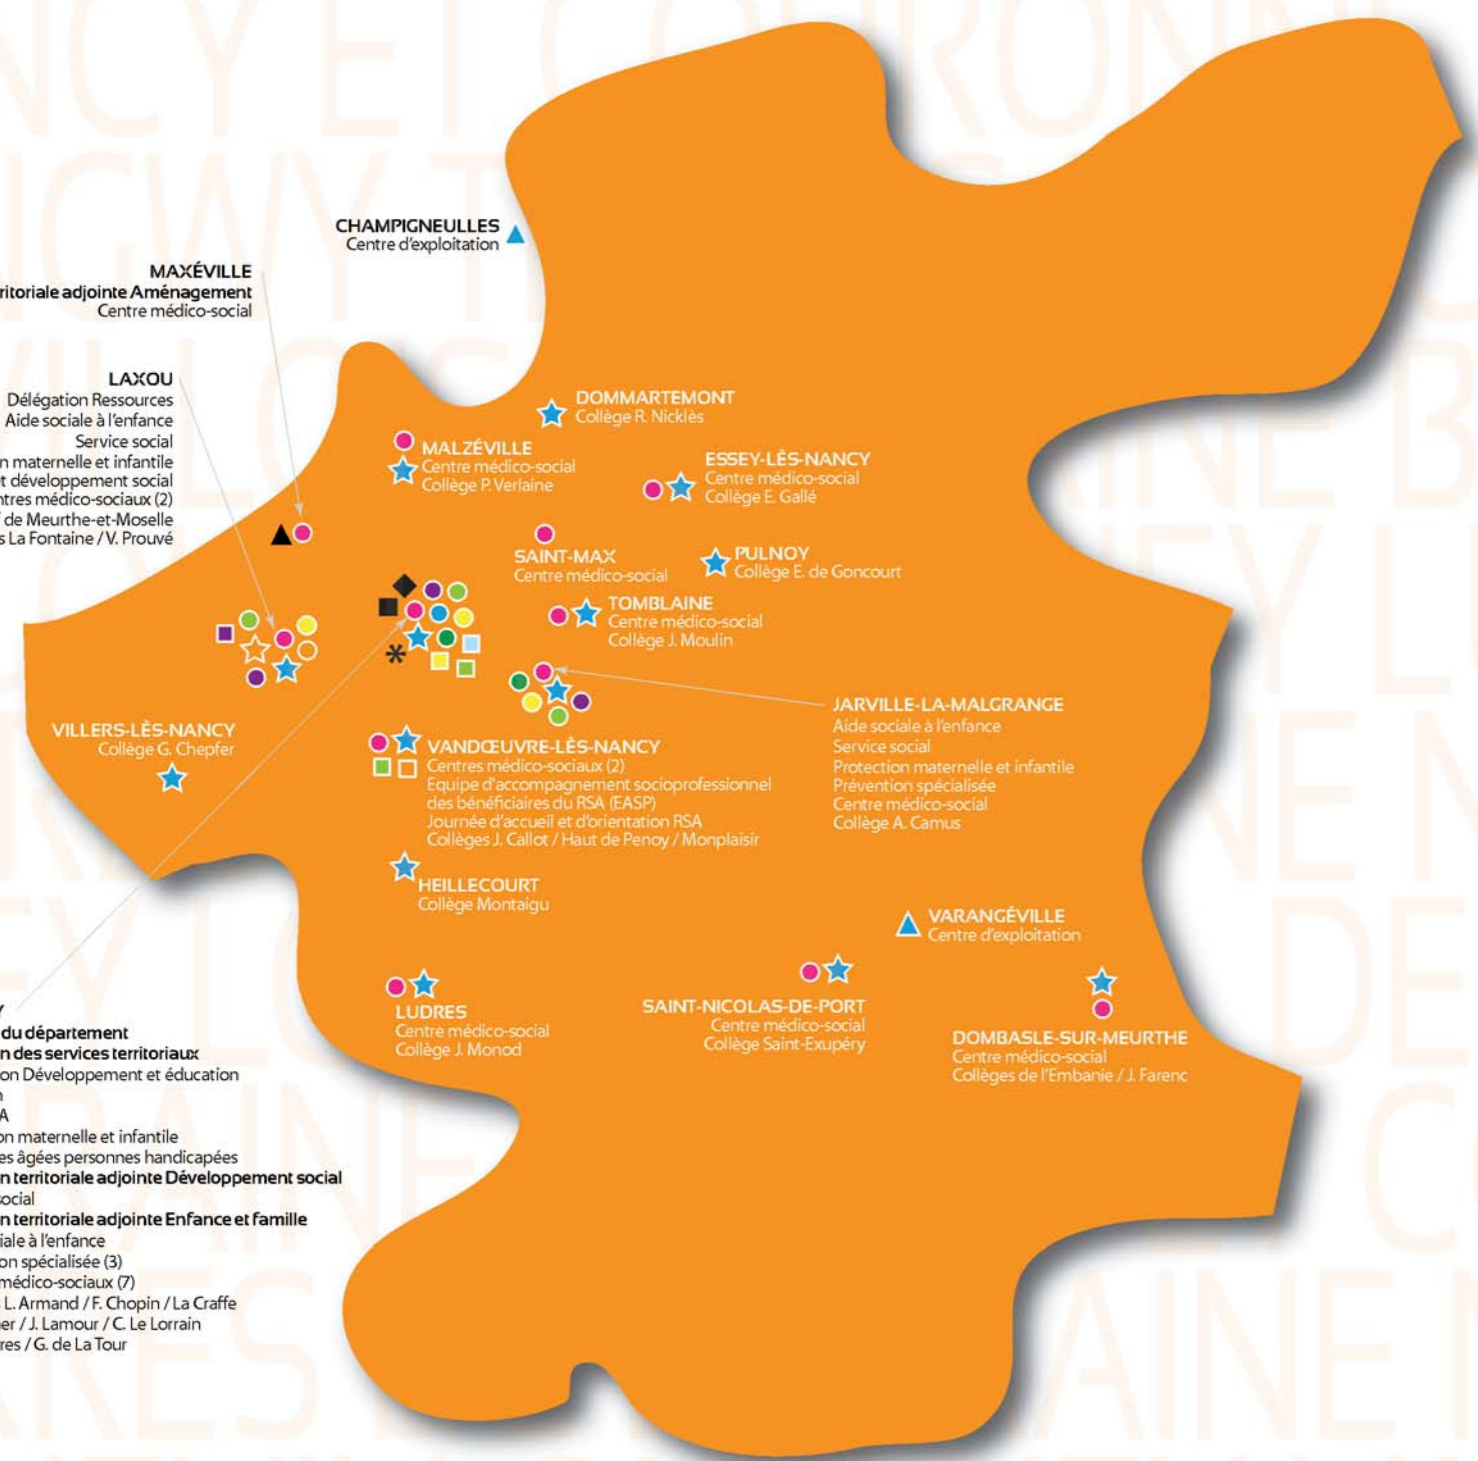 CHAMPIGNEULLES
Centre d'exploitation
MAXÉVILLE
ritoriale adjointe Aménagement
Centre médico-social
LAXOU
Délégation Ressources
Aide sociale à l'enfance
Service social
n maternelle et infantile
et développement social
ntres médico-sociaux (2)
de Meurthe-et-Moselle
s La Fontaine / V. Prouvé
DOMMARTEMONT
Collège R. Nicklès
MALZÉVILLE
Centre médico-social
Collège P. Verlaine
ESSEY-LÈS-NANCY
Centre médico-social
Collège E. Gallé
SAINT-MAX
Centre médico-social
PULNOY
Collège E. de Goncourt
TOMBLAINE
Centre médico-social
Collège J. Moulin
JARVILLE-LA-MALGRANGE
Aide sociale à l'enfance
Service social
Protection maternelle et infantile
Prévention spécialisée
Centre médico-social
Collège A. Camus
VILLERS-LÈS-NANCY
Collège G. Chepfer
VANDŒUVRE-LÈS-NANCY
Centres médico-sociaux (2)
Equipe d'accompagnement socioprofessionnel
des bénéficiaires du RSA (EASP)
Journée d'accueil et d'orientation RSA
Collèges J. Callot / Haut de Penoy / Monplaisir
HEILLECOURT
Collège Montaigu
VARANGÉVILLE
Centre d'exploitation
LUDRES
Centre médico-social
Collège J. Monod
SAINT-NICOLAS-DE-PORT
Centre médico-social
Collège Saint-Exupéry
DOMBASLE-SUR-MEURTHE
Centre médico-social
Collèges de l'Embanie / J. Farenc
Y
du département
n des services territoriaux
on Développement et éducation
n
A
on maternelle et infantile
es âgées personnes handicapées
n territoriale adjointe Développement social
social
n territoriale adjointe Enfance et famille
iale à l'enfance
on spécialisée (3)
médico-sociaux (7)
L. Armand / F. Chopin / La Craffe
er / J. Lamour / C. Le Lorrain
res / G. de La Tour